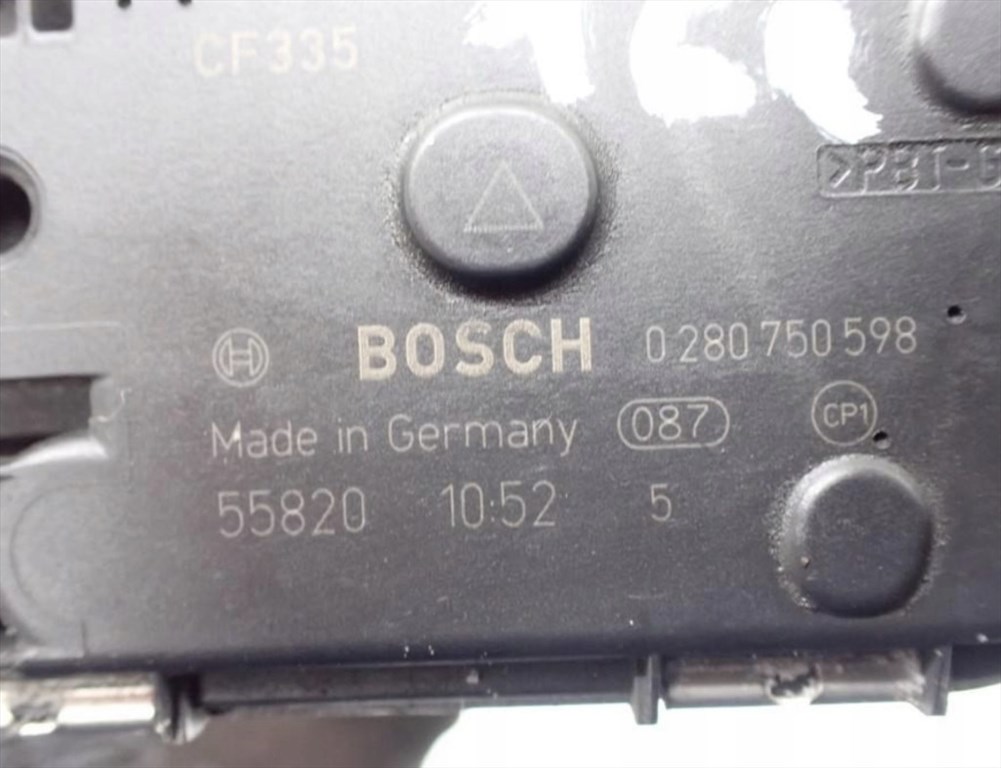 CF335
>PBT-G
BOSCH 0 280 750 598
Made in Germany 087 CP1
55820 10:52 5